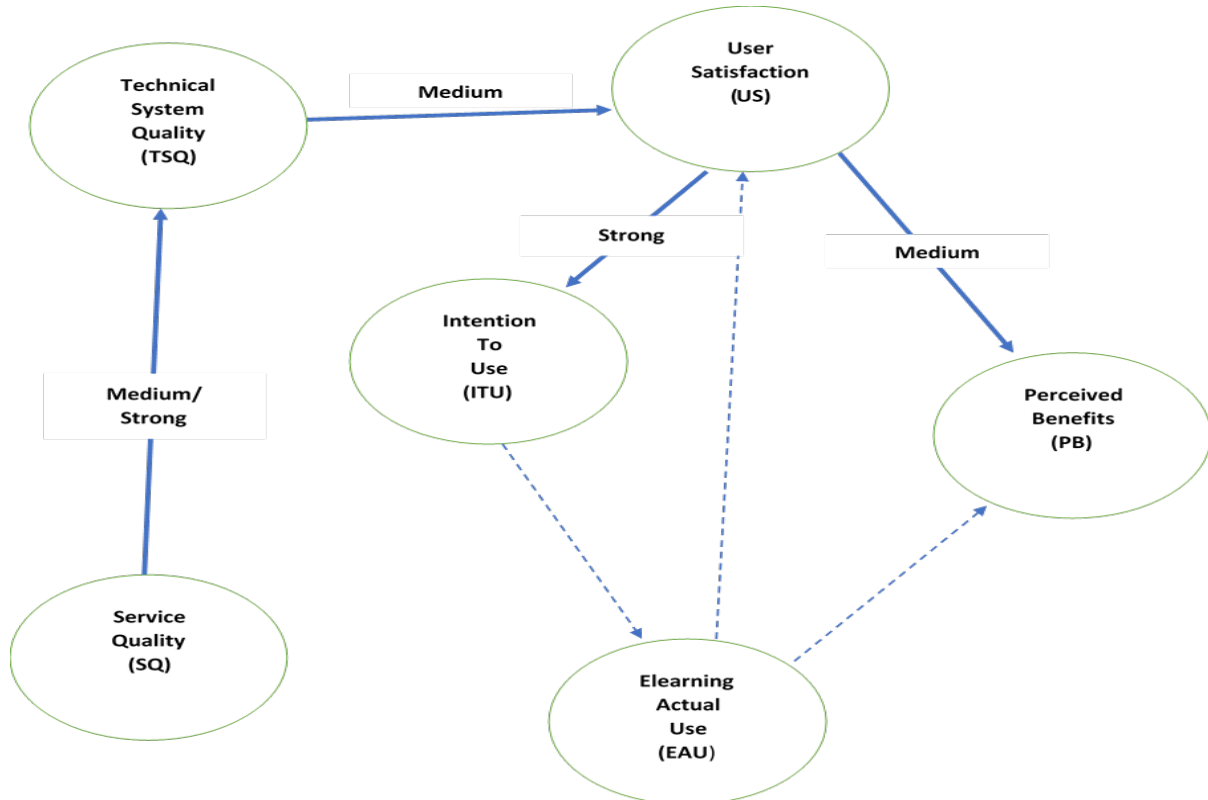 User
Satisfaction
(US)
Technical
System
Quality
(TSQ)
Medium
Strong
Medium
Intention
To
Use
(ITU)
Medium/
Strong
Perceived
Benefits
(PB)
Service
Quality
(SQ)
Elearning
Actual
Use
(EAU)